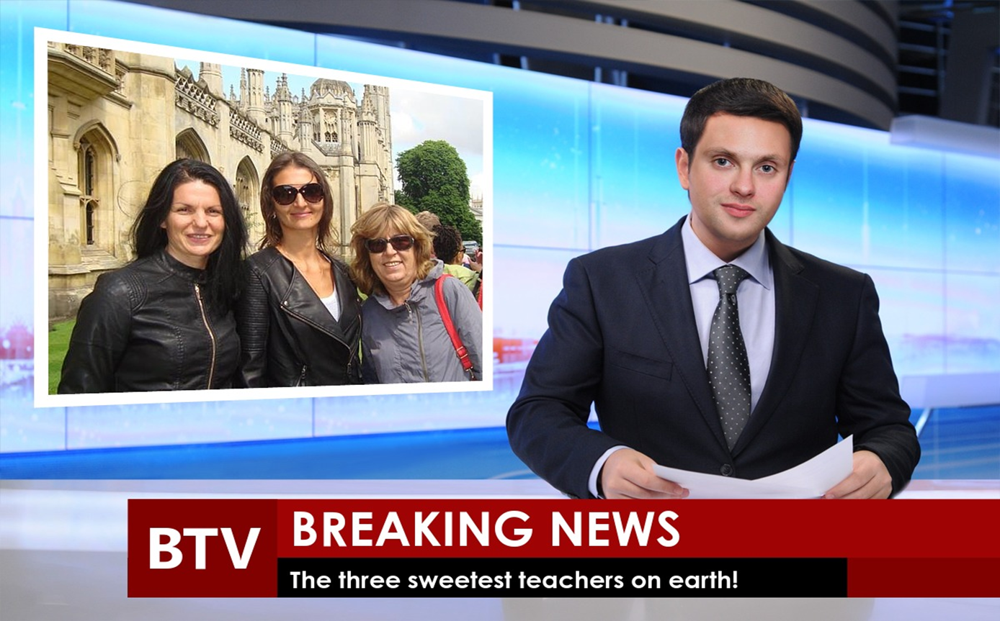 BTV
BREAKING NEWS
The three sweetest teachers on earth!